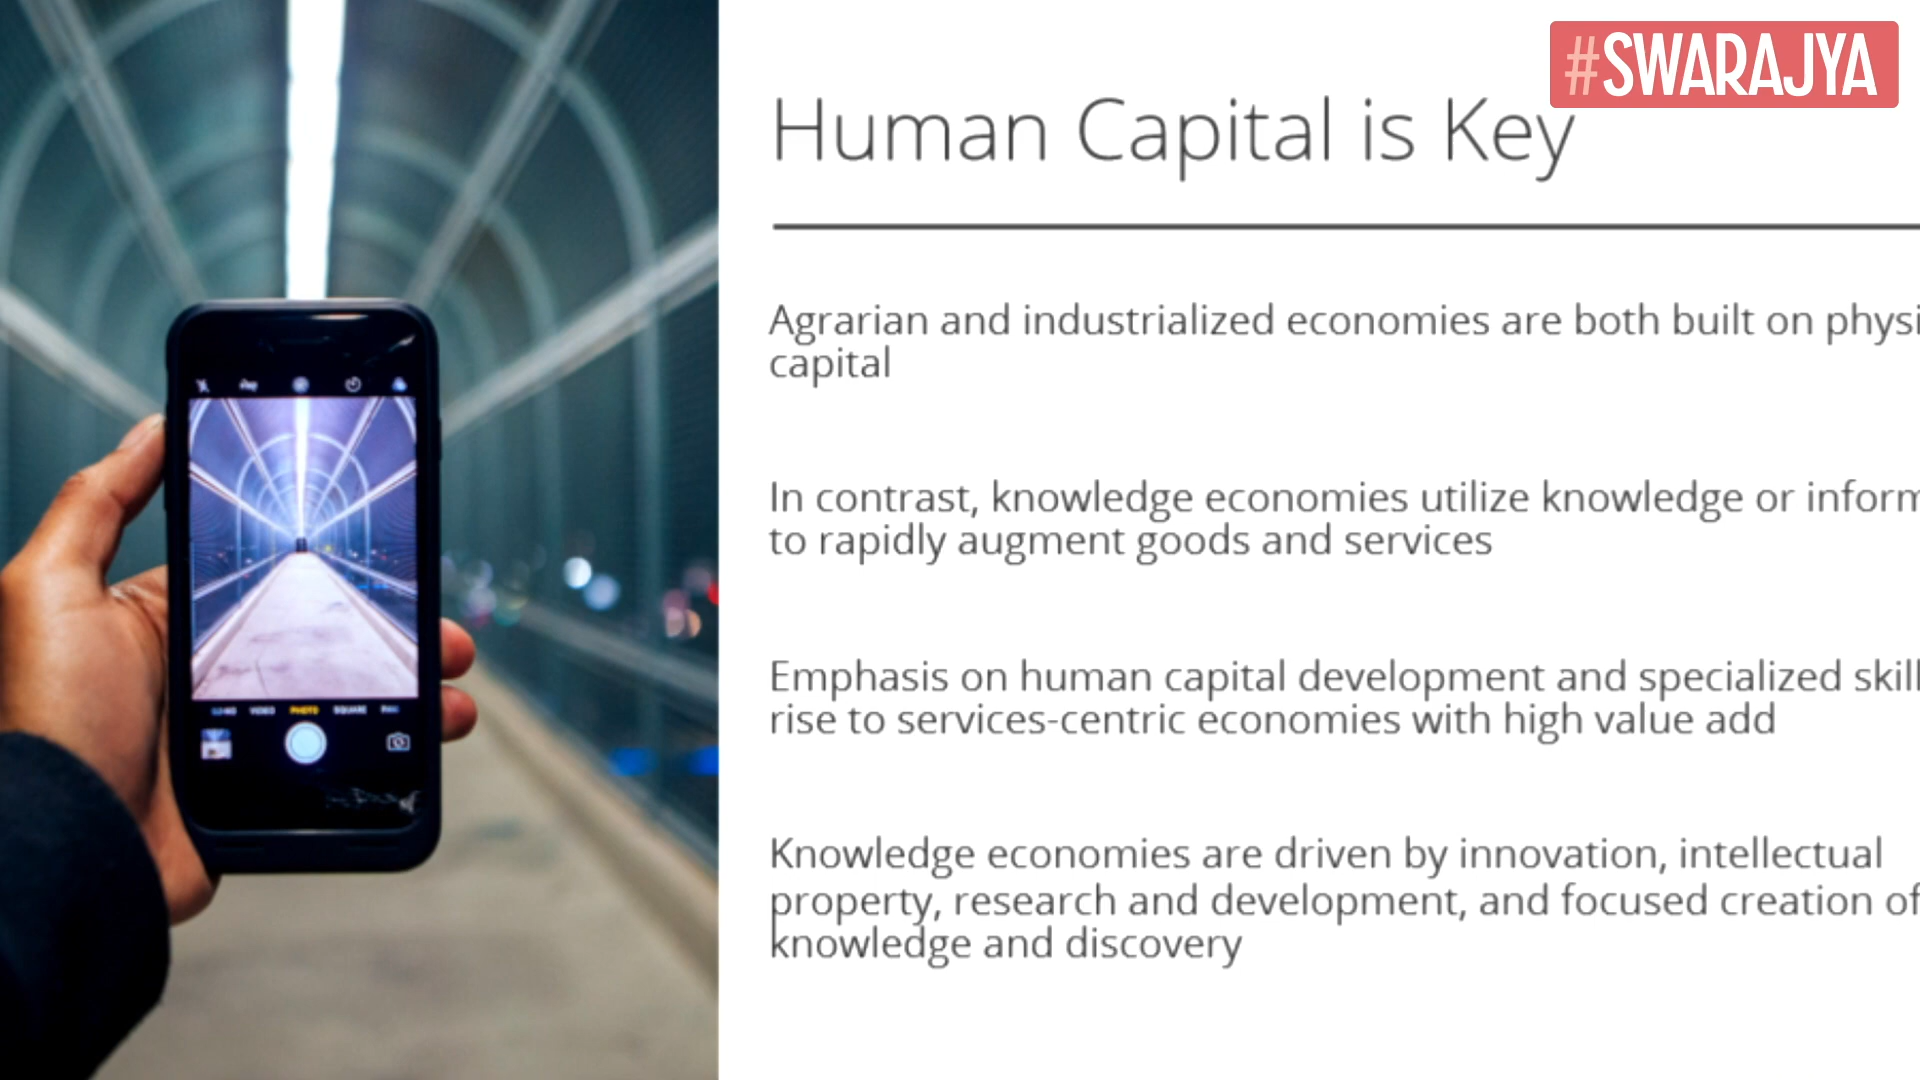 #SWARAJYA
Human Capital is Key
Agrarian and industrialized economies are both built on physi
capital
In contrast, knowledge economies utilize knowledge or inform
to rapidly augment goods and services
Emphasis on human capital development and specialized skill
rise to services-centric economies with high value add
Knowledge economies are driven by innovation, intellectual
property, research and development, and focused creation of
knowledge and discovery
VIDEO PHOTO SQUARE